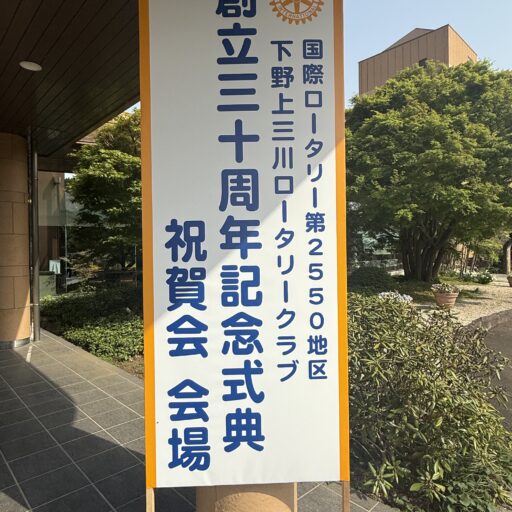 国際ロータリー第2550地区
下野上三川ロータリークラブ
創立三十周年記念式典
祝賀会 会場